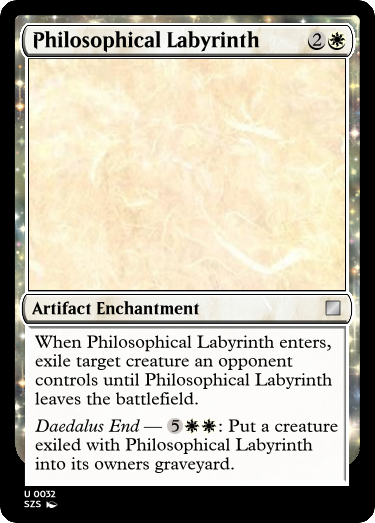 Philosophical Labyrinth 2
Artifact Enchantment
When Philosophical Labyrinth enters,
exile target creature an opponent
controls until Philosophical Labyrinth
leaves the battlefield.
Daedalus End — 5: Put a creature
exiled with Philosophical Labyrinth
into its owners graveyard.
U 0032
SZS